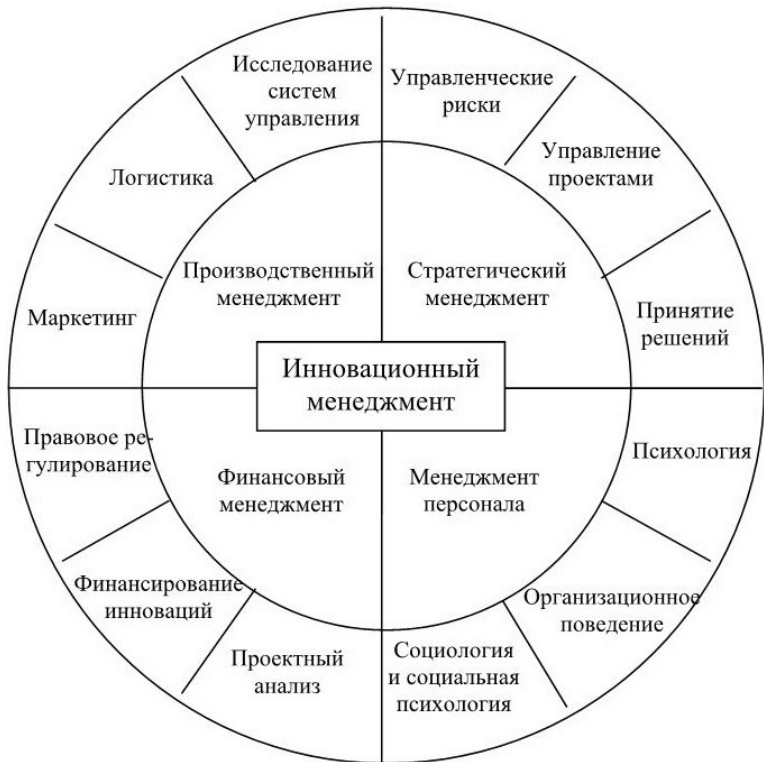 Исследование
систем
управления
Управленческие
риски
Управление
проектами
Логистика
Производственный
менеджмент
Стратегический
менеджмент
Маркетинг
Принятие
решений
Инновационный
менеджмент
Правовое ре-
гулирование
Финансовый
менеджмент
Менеджмент
персонала
Психология
Финансирование
инноваций
Организационное
поведение
Проектный
анализ
Социология
и социальная
психология